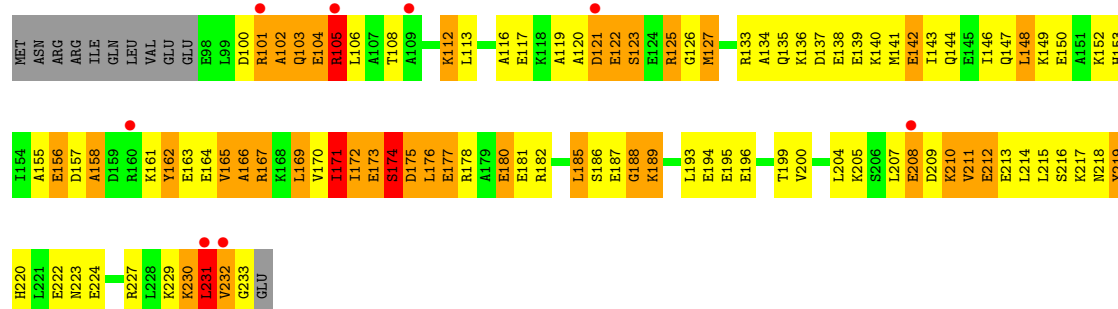 MET ASN ARG ARG ILE GLN LEU VAL GLU GLU E98 L99 D100 R101 A102 Q103 E104 R105 L106 A107 T108 A109 K112 L113 A116 E117 K118 A119 A120 D121 E122 S123 E124 R125 G126 M127 R133 A134 Q135 K136 D137 E138 E139 K140 M141 E142 I143 Q144 E145 I146 Q147 L148 K149 E150 A151 K152 H153
I154 A155 E156 D157 A158 D159 R160 K161 Y162 E163 E164 V165 A166 R167 K168 L169 V170 I171 I172 E173 S174 D175 L176 E177 R178 A179 E180 E181 R182 L185 S186 E187 G188 K189 L193 E194 E195 E196 T199 V200 L204 K205 S206 L207 E208 D209 K210 V211 E212 E213 L214 L215 S216 K217 N218 Y219
H220 L221 E222 N223 E224 R227 L228 K229 K230 L231 V232 G233 GLU